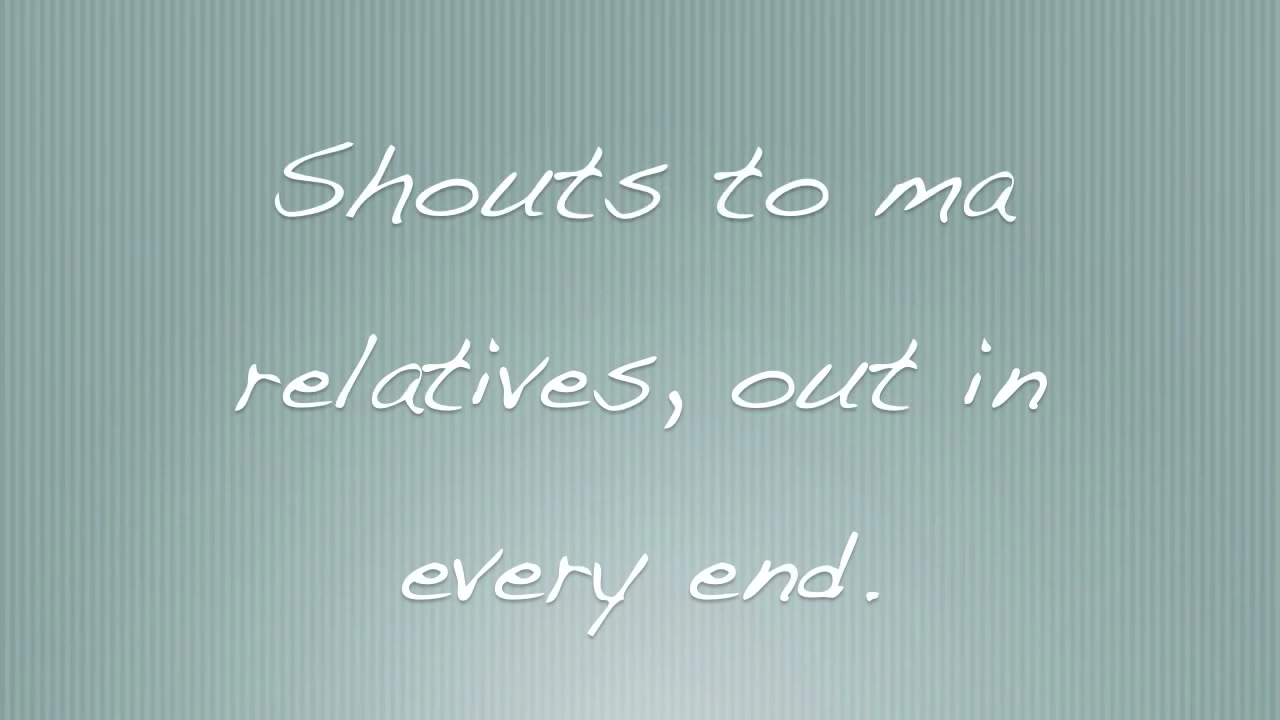 Shouts to ma
relatives, out in
every end.